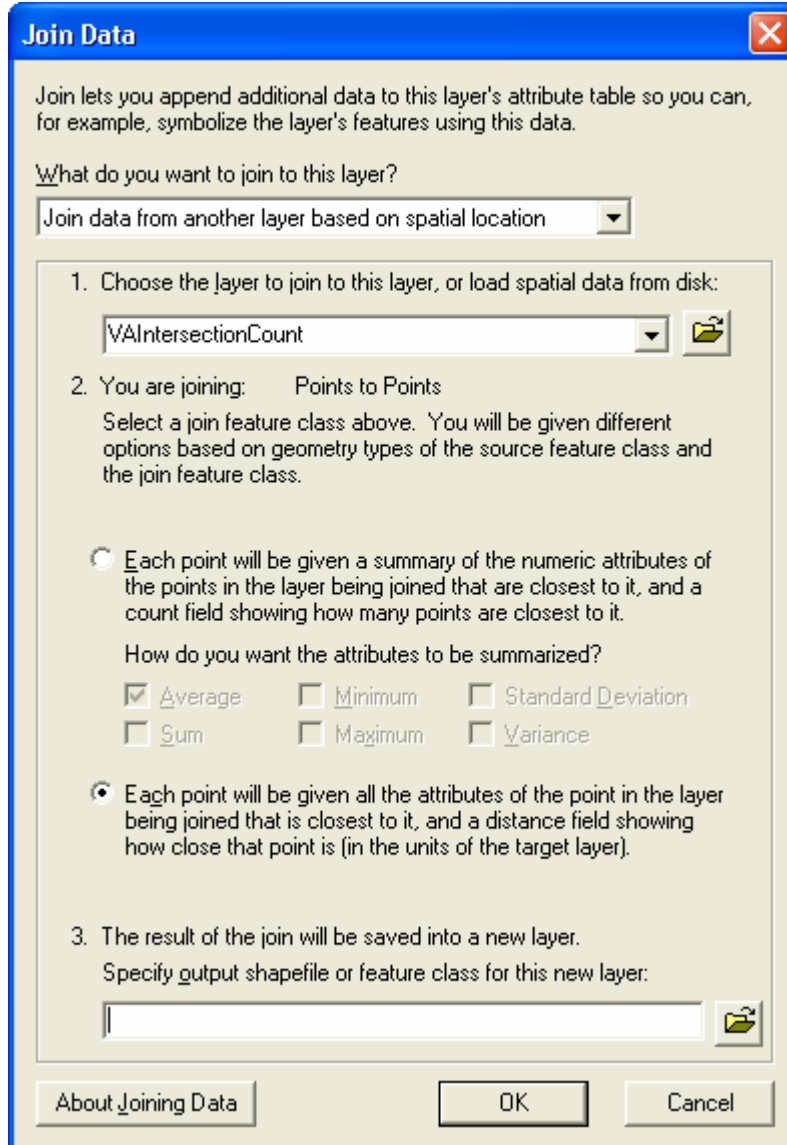 Join Data
Join lets you append additional data to this layer's attribute table so you can,
for example, symbolize the layer's features using this data.
What do you want to join to this layer?
Join data from another layer based on spatial location
1. Choose the layer to join to this layer, or load spatial data from disk:
VAIntersectionCount
2. You are joining: Points to Points
Select a join feature class above. You will be given different
options based on geometry types of the source feature class and
the join feature class.
Each point will be given a summary of the numeric attributes of
the points in the layer being joined that are closest to it, and a
count field showing how many points are closest to it.
How do you want the attributes to be summarized?
Average Minimum Standard Deviation
Sum Maximum Variance
Each point will be given all the attributes of the point in the layer
being joined that is closest to it, and a distance field showing
how close that point is (in the units of the target layer).
3. The result of the join will be saved into a new layer.
Specify output shapefile or feature class for this new layer:
About Joining Data OK Cancel